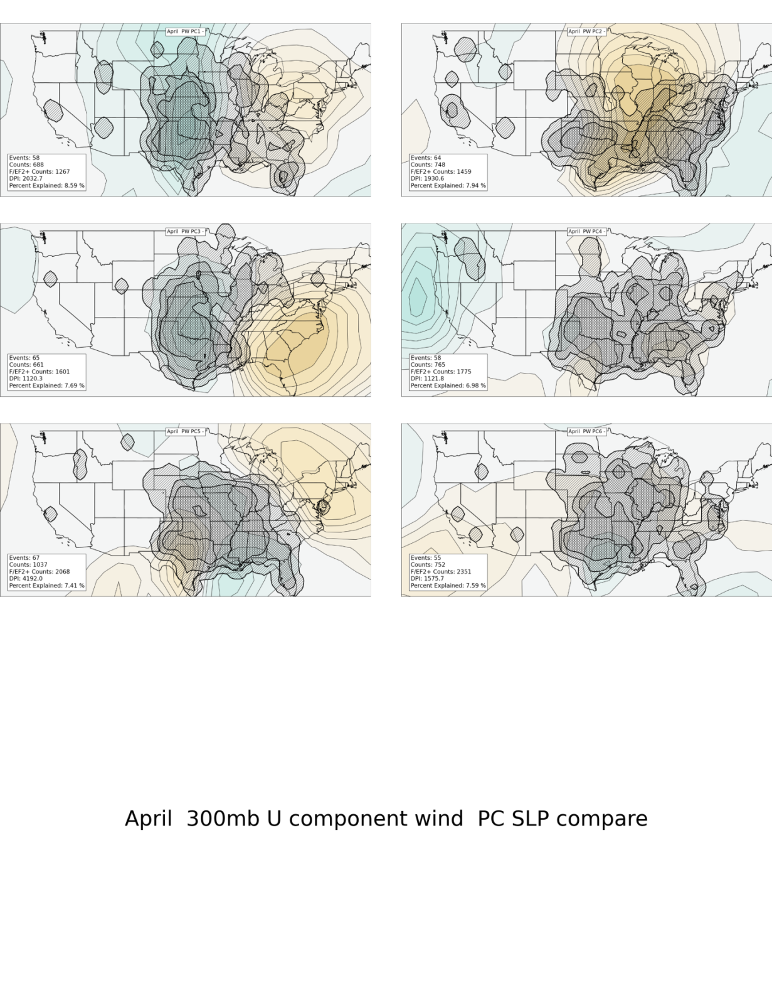 April  PW PC1 -
Events: 58
Counts: 688
F/EF2+ Counts: 1267
DPI: 2032.7
Percent Explained: 8.59 %
April  PW PC2 -
Events: 64
Counts: 748
F/EF2+ Counts: 1459
DPI: 1930.6
Percent Explained: 7.94 %
April  PW PC3 -
Events: 65
Counts: 661
F/EF2+ Counts: 1601
DPI: 1120.3
Percent Explained: 7.69 %
April  PW PC4 -
Events: 58
Counts: 765
F/EF2+ Counts: 1775
DPI: 1121.8
Percent Explained: 6.98 %
April  PW PC5 -
Events: 67
Counts: 1037
F/EF2+ Counts: 2068
DPI: 4192.0
Percent Explained: 7.41 %
April  PW PC6 -
Events: 55
Counts: 752
F/EF2+ Counts: 2351
DPI: 1575.7
Percent Explained: 7.59 %
April  300mb U component wind  PC SLP compare